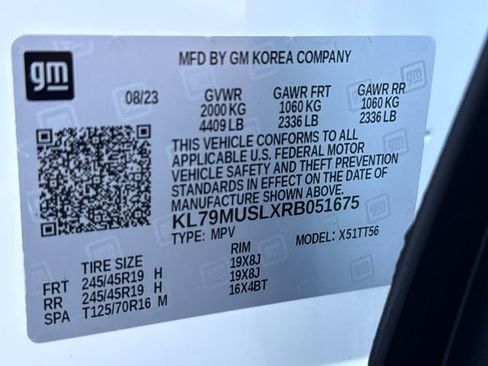 gm
MFD BY GM KOREA COMPANY
08/23 GVWR GAWR FRT GAWR RR
2000 KG 1060 KG 1060 KG
4409 LB 2336 LB 2336 LB
THIS VEHICLE CONFORMS TO ALL
APPLICABLE U.S. FEDERAL MOTOR
VEHICLE SAFETY AND THEFT PREVENTION
STANDARDS IN EFFECT ON THE DATE OF
MANUFACTURE SHOWN ABOVE.
KL79MUSLXRB051675
TYPE: MPV MODEL: X51TT56
TIRE SIZE RIM
FRT 245/45R19 H 19X8J
RR 245/45R19 H 19X8J
SPA T125/70R16 M 16X4BT